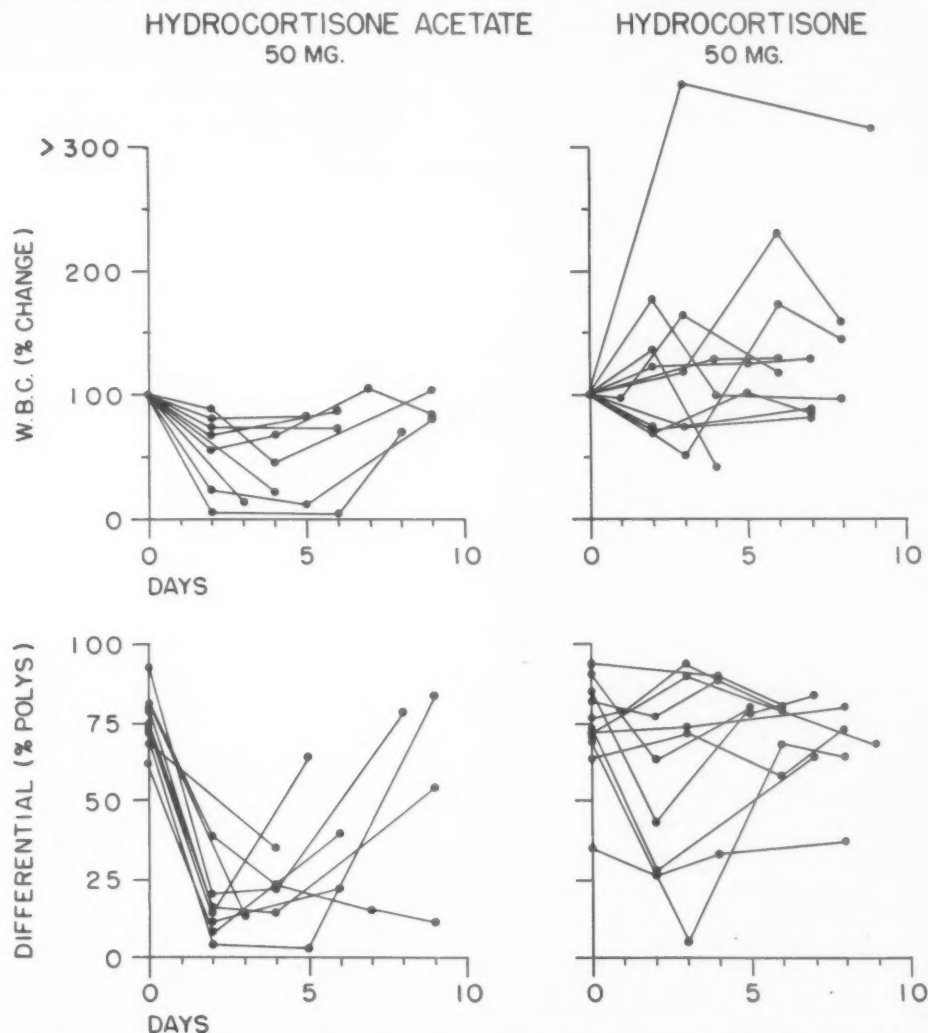 HYDROCORTISONE ACETATE
50 MG.
HYDROCORTISONE
50 MG.
W.B.C. (% CHANGE)
> 300
200
100
0
0 5 10
DAYS
0 5 10
DIFFERENTIAL (% POLYS)
100
75
50
25
0
0 5 10
DAYS
0 5 10